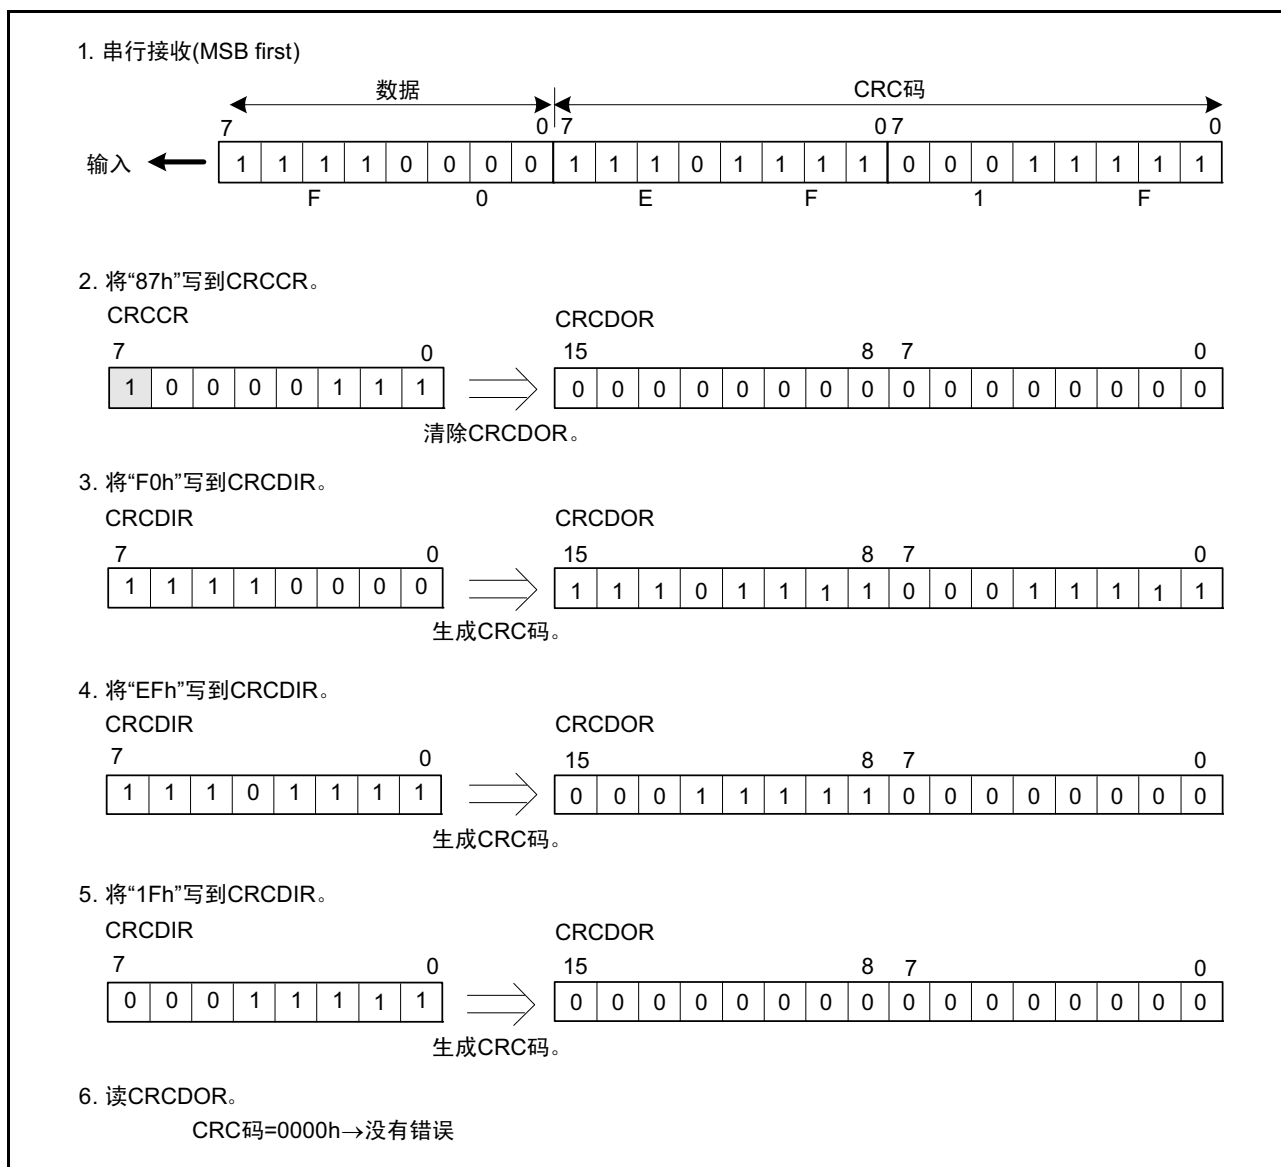 1. 串行接收(MSB first)
数据 CRC码
7 0 7 0 7 0
输入 1 1 1 1 0 0 0 0 1 1 1 0 1 1 1 1 0 0 0 1 1 1 1 1
F 0 E F 1 F
2. 将“87h”写到CRCCR。
CRCCR CRCDOR
7 0 15 8 7 0
1 0 0 0 0 1 1 1 0 0 0 0 0 0 0 0 0 0 0 0 0 0 0 0
清除CRCDOR。
3. 将“F0h”写到CRCDIR。
CRCDIR CRCDOR
7 0 15 8 7 0
1 1 1 1 0 0 0 0 1 1 1 0 1 1 1 1 0 0 0 1 1 1 1 1
生成CRC码。
4. 将“EFh”写到CRCDIR。
CRCDIR CRCDOR
7 0 15 8 7 0
1 1 1 0 1 1 1 1 0 0 0 1 1 1 1 1 0 0 0 0 0 0 0 0
生成CRC码。
5. 将“1Fh”写到CRCDIR。
CRCDIR CRCDOR
7 0 15 8 7 0
0 0 0 1 1 1 1 1 0 0 0 0 0 0 0 0 0 0 0 0 0 0 0 0
生成CRC码。
6. 读CRCDOR。
CRC码=0000h→没有错误